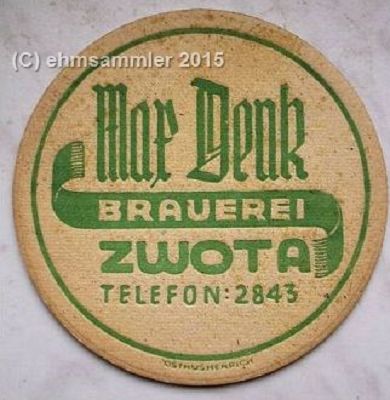 (C) ehmsammler 2015
Max Denk
BRAUEREI
ZWOTA
TELEFON: 2843